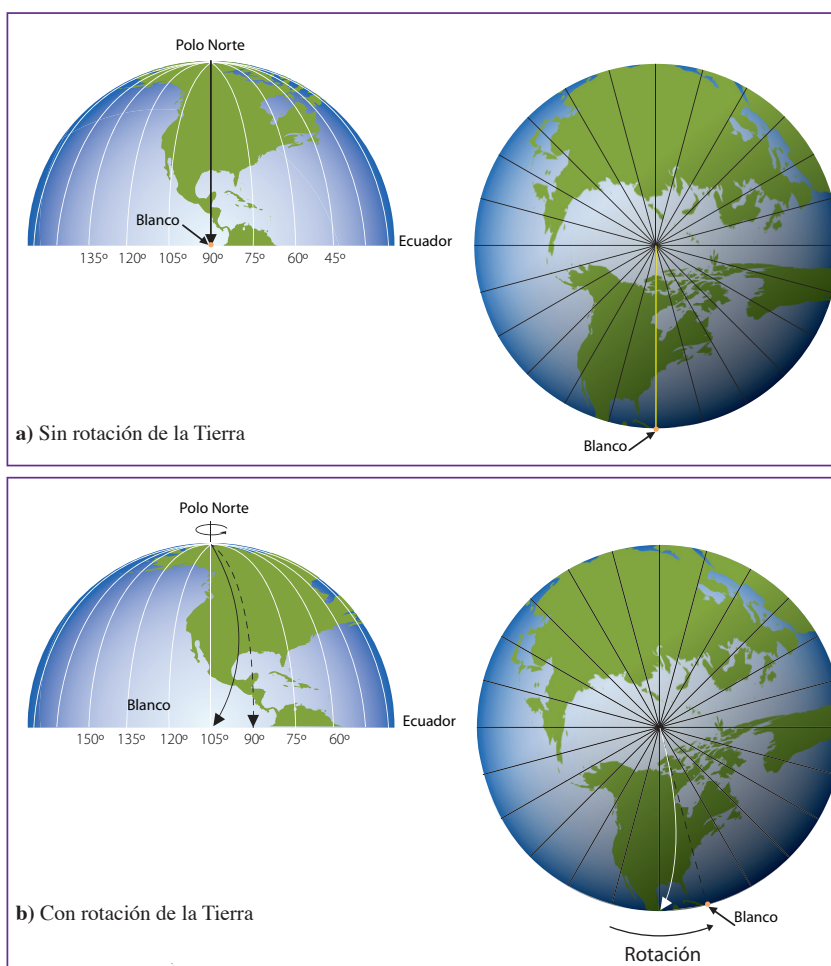 Polo Norte
Blanco
Ecuador
135º 120º 105º 90º 75º 60º 45º
Blanco
a) Sin rotación de la Tierra
Polo Norte
Blanco
Ecuador
150º 135º 120º 105º 90º 75º 60º
Blanco
Rotación
b) Con rotación de la Tierra